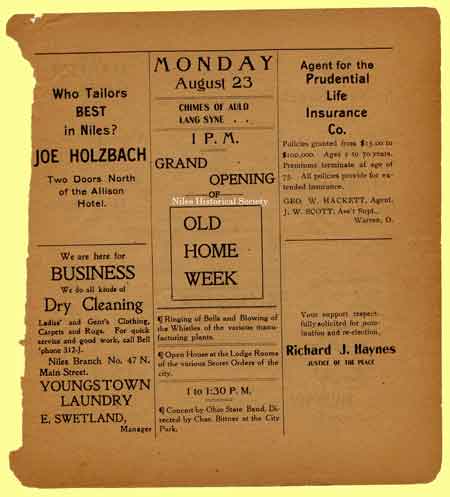 Who Tailors
BEST
in Niles?
JOE HOLZBACH
Two Doors North
of the Allison
Hotel.
We are here for
BUSINESS
We do all kinds of
Dry Cleaning
Ladies' and Gent's Clothing,
Carpets and Rugs. For quick
service and good work, call Bell
'phone 312-J.
Niles Branch No. 47 N.
Main Street.
YOUNGSTOWN
LAUNDRY
E. SWETLAND,
Manager
MONDAY
August 23
CHIMES OF AULD
LANG SYNE . .
1 P. M.
GRAND
OPENING
OF
Niles Historical Society
OLD
HOME
WEEK
¶ Ringing of Bells and Blowing of
the Whistles of the various manu-
facturing plants.
¶ Open House at the Lodge Rooms
of the various Secret Orders of the
city.
1 to 1:30 P. M.
¶ Concert by Ohio State Band, Di-
rected by Chas. Bittner at the City
Park.
Agent for the
Prudential
Life
Insurance
Co.
Policies granted from $15.00 to
$100,000. Ages 1 to 70 years.
Premiums terminate at age of
75. All policies provide for ex-
tended insurance.
GEO. W. HACKETT, Agent.
J. W. SCOTT, Ass't Supt.,
Warren, O.
Your support respect-
fully solicited for nomi-
nation and re-election.
Richard J. Haynes
JUSTICE OF THE PEACE